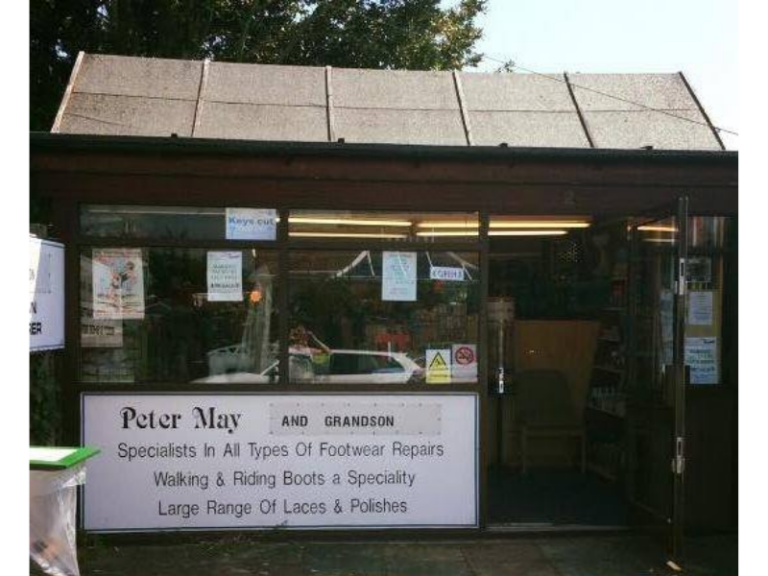 Keys cut
N
ER
Peter May AND GRANDSON
Specialists In All Types Of Footwear Repairs
Walking & Riding Boots a Speciality
Large Range Of Laces & Polishes